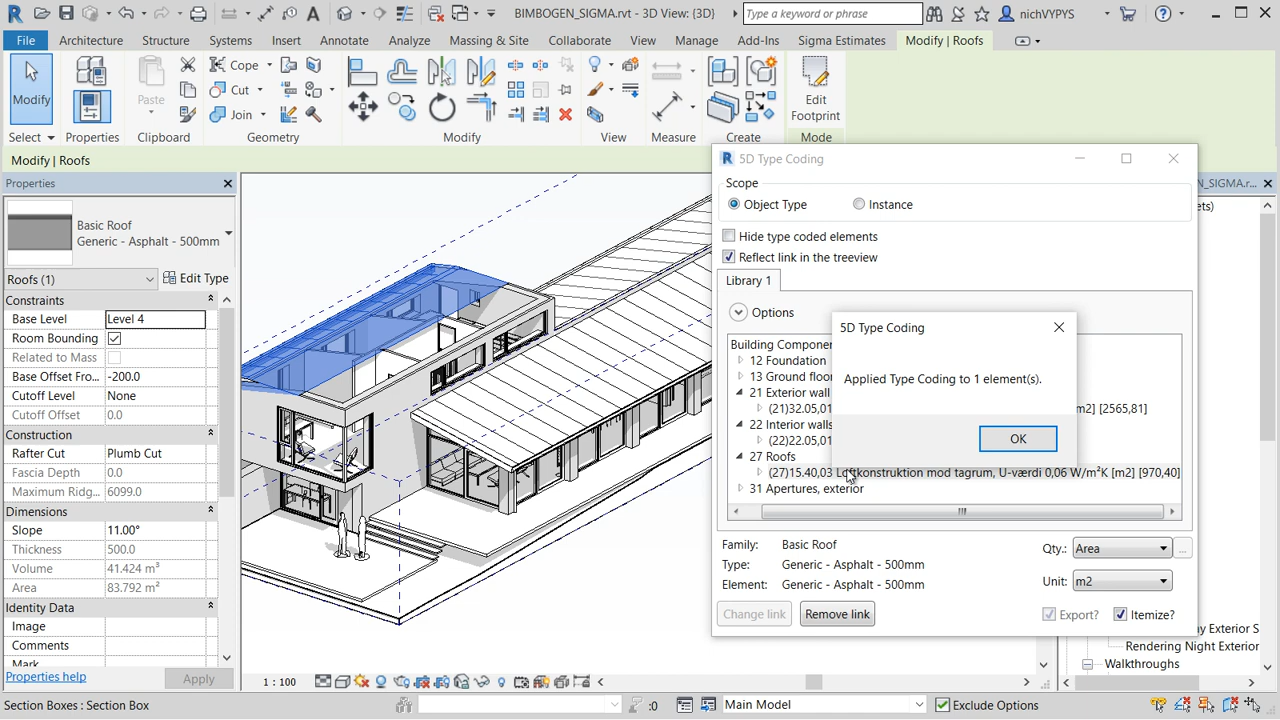 BIMBOGEN_SIGMA.rvt - 3D View: {3D}
Type a keyword or phrase
nichVYPYS
File
Architecture
Structure
Systems
Insert
Annotate
Analyze
Massing & Site
Collaborate
View
Manage
Add-Ins
Sigma Estimates
Modify | Roofs
Modify
Paste
Cope
Cut
Join
Edit
Footprint
Select
Properties
Clipboard
Geometry
Modify
View
Measure
Create
Mode
Modify | Roofs
Properties
Basic Roof
Generic - Asphalt - 500mm
Roofs (1)
Edit Type
Constraints
Base Level
Level 4
Room Bounding
Related to Mass
Base Offset Fro...
-200.0
Cutoff Level
None
Cutoff Offset
0.0
Construction
Rafter Cut
Plumb Cut
Fascia Depth
0.0
Maximum Ridg...
6099.0
Dimensions
Slope
11.00°
Thickness
500.0
Volume
41.424 m³
Area
83.792 m²
Identity Data
Image
Comments
Mark
Properties help
Apply
5D Type Coding
Scope
Object Type
Instance
Hide type coded elements
Reflect link in the treeview
Library 1
Options
Building Componen
12 Foundation
13 Ground floor
21 Exterior wall
(21)32.05,01
m2] [2565,81]
22 Interior walls
(22)22.05,01
27 Roofs
(27)15.40,03 Loftkonstruktion mod tagrum, U-værdi 0,06 W/m²K [m2] [970,40]
31 Apertures, exterior
5D Type Coding
Applied Type Coding to 1 element(s).
OK
Family:
Basic Roof
Type:
Generic - Asphalt - 500mm
Element:
Generic - Asphalt - 500mm
Qty.:
Area
...
Unit:
m2
Change link
Remove link
Export?
Itemize?
N_SIGMA.r...
ets)
ny Exterior S
Rendering Night Exterior
Walkthroughs
1 : 100
Section Boxes : Section Box
:0
Main Model
Exclude Options